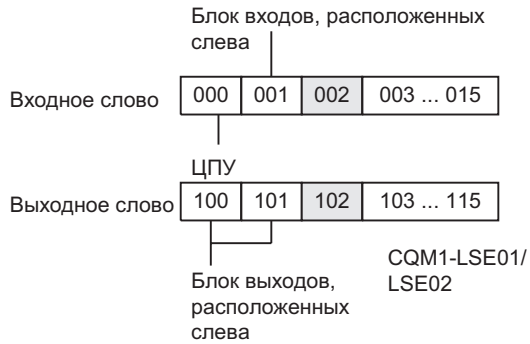 Блок входов, расположенных
слева
Входное слово 000 001 002 003 ... 015
ЦПУ
Выходное слово 100 101 102 103 ... 115
CQM1-LSE01/
LSE02
Блок выходов,
расположенных
слева